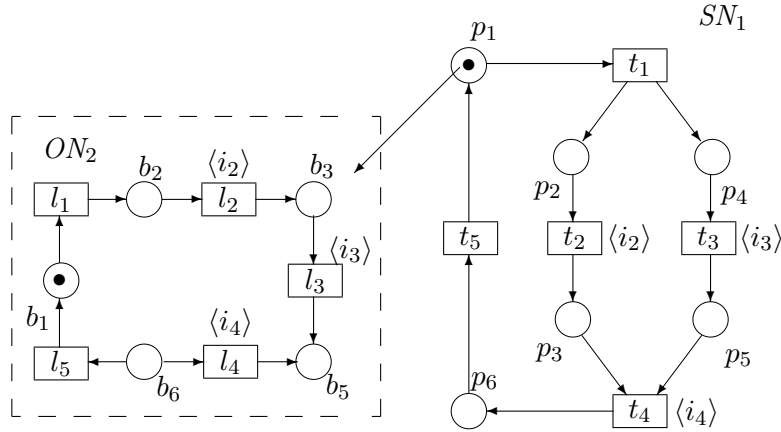 SN₁
p₁
t₁
ON₂
b₂
⟨i₂⟩
b₃
l₁
l₂
p₂
p₄
t₅
t₂
⟨i₂⟩
t₃
⟨i₃⟩
⟨i₃⟩
l₃
b₁
⟨i₄⟩
l₅
l₄
b₆
b₅
p₃
p₅
p₆
t₄
⟨i₄⟩